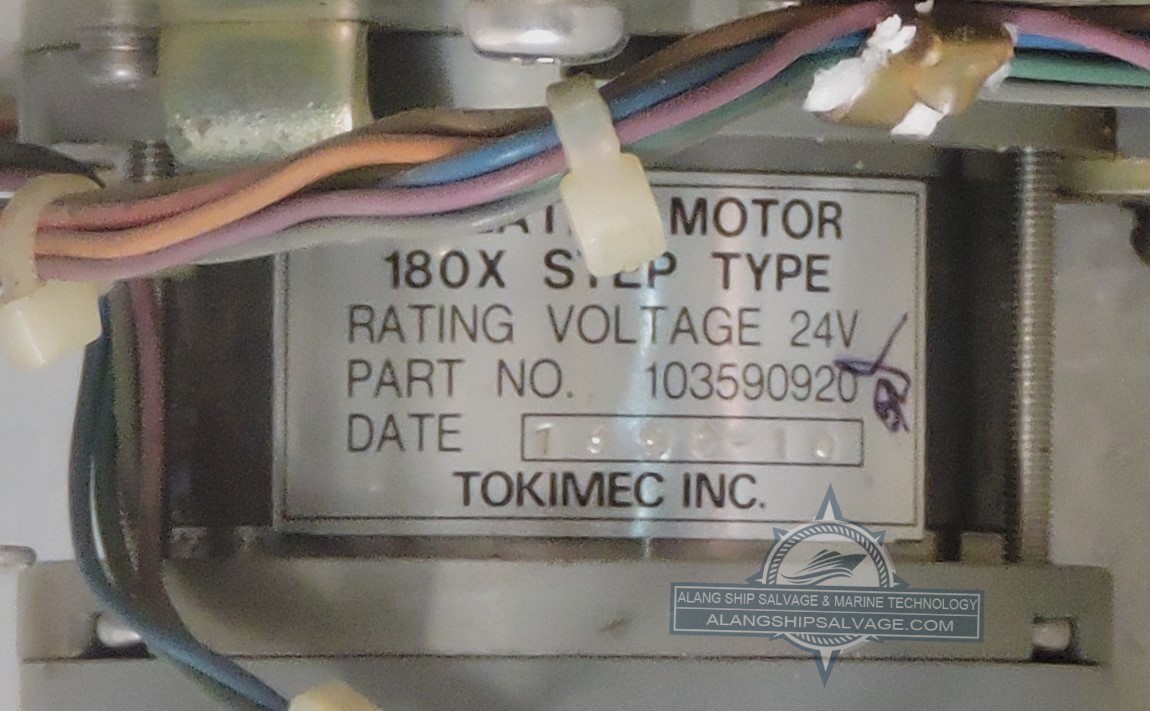 MOTOR
180X STEP TYPE
RATING VOLTAGE 24V
PART NO. 103590920
DATE
TOKIMEC INC.
ALANG SHIP SALVAGE & MARINE TECHNOLOGY
ALANGSHIPSALVAGE.COM